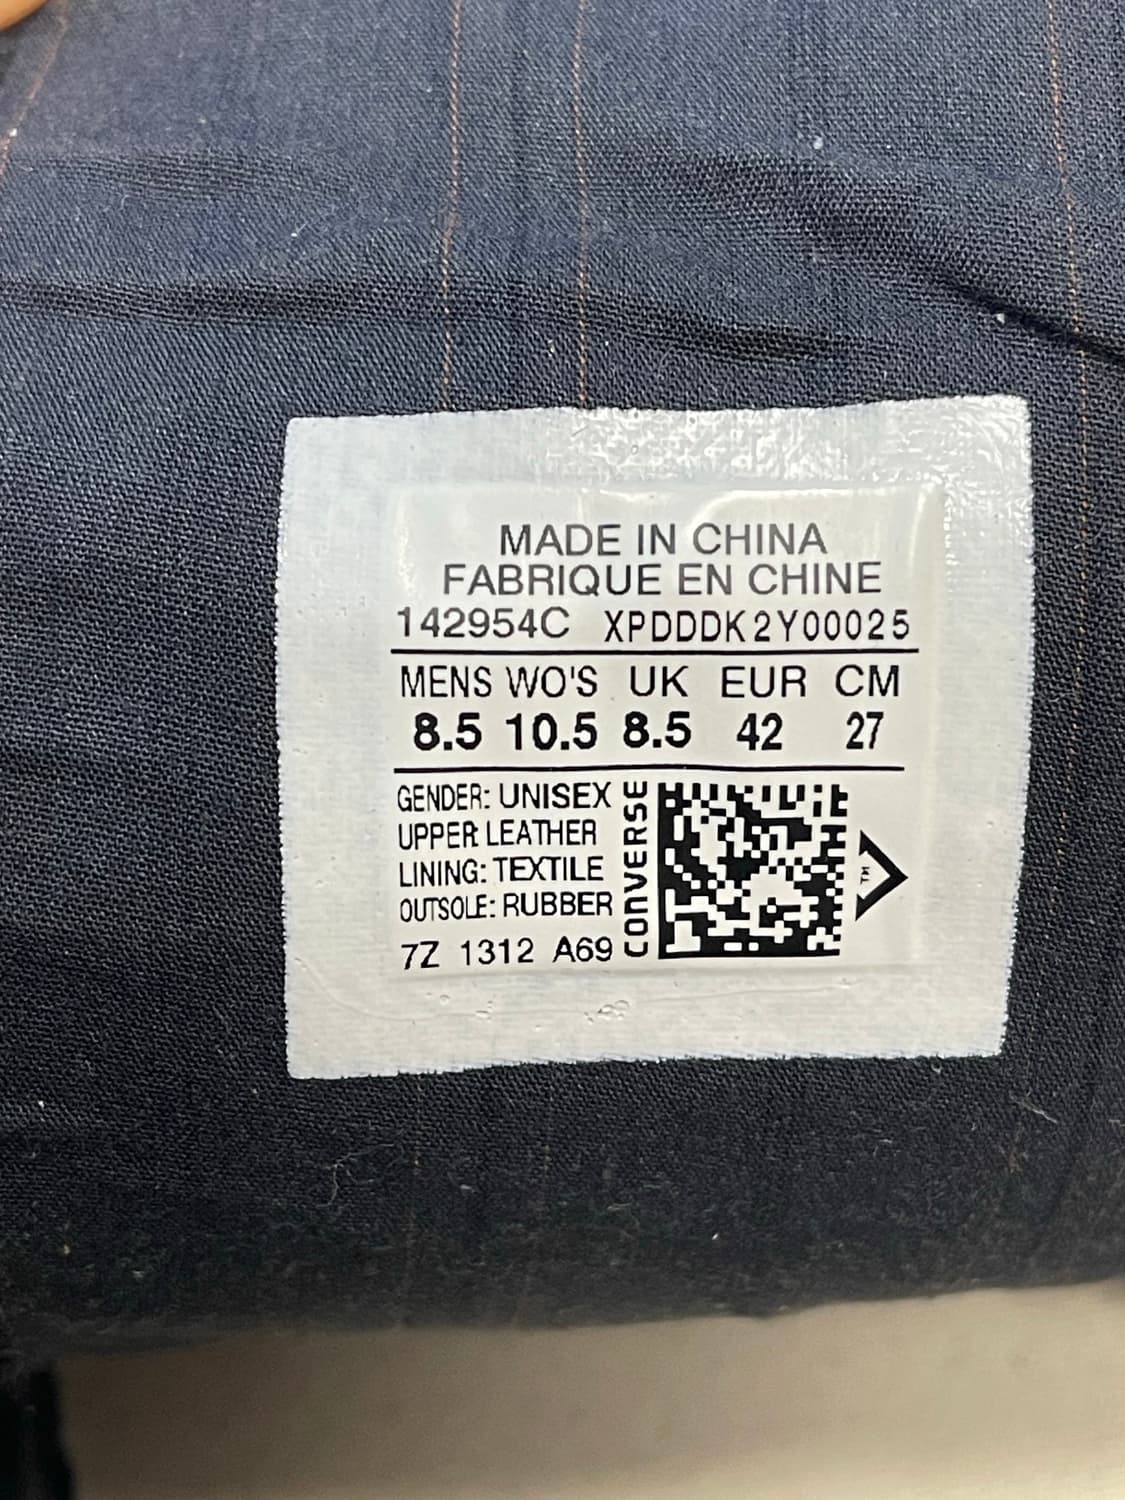 MADE IN CHINA
FABRIQUE EN CHINE
142954C XPDDDK2Y00025
MENS WO'S UK EUR CM
8.5 10.5 8.5 42 27
GENDER: UNISEX
UPPER LEATHER
LINING: TEXTILE
OUTSOLE: RUBBER
7Z 1312 A69
CONVERSE
TM